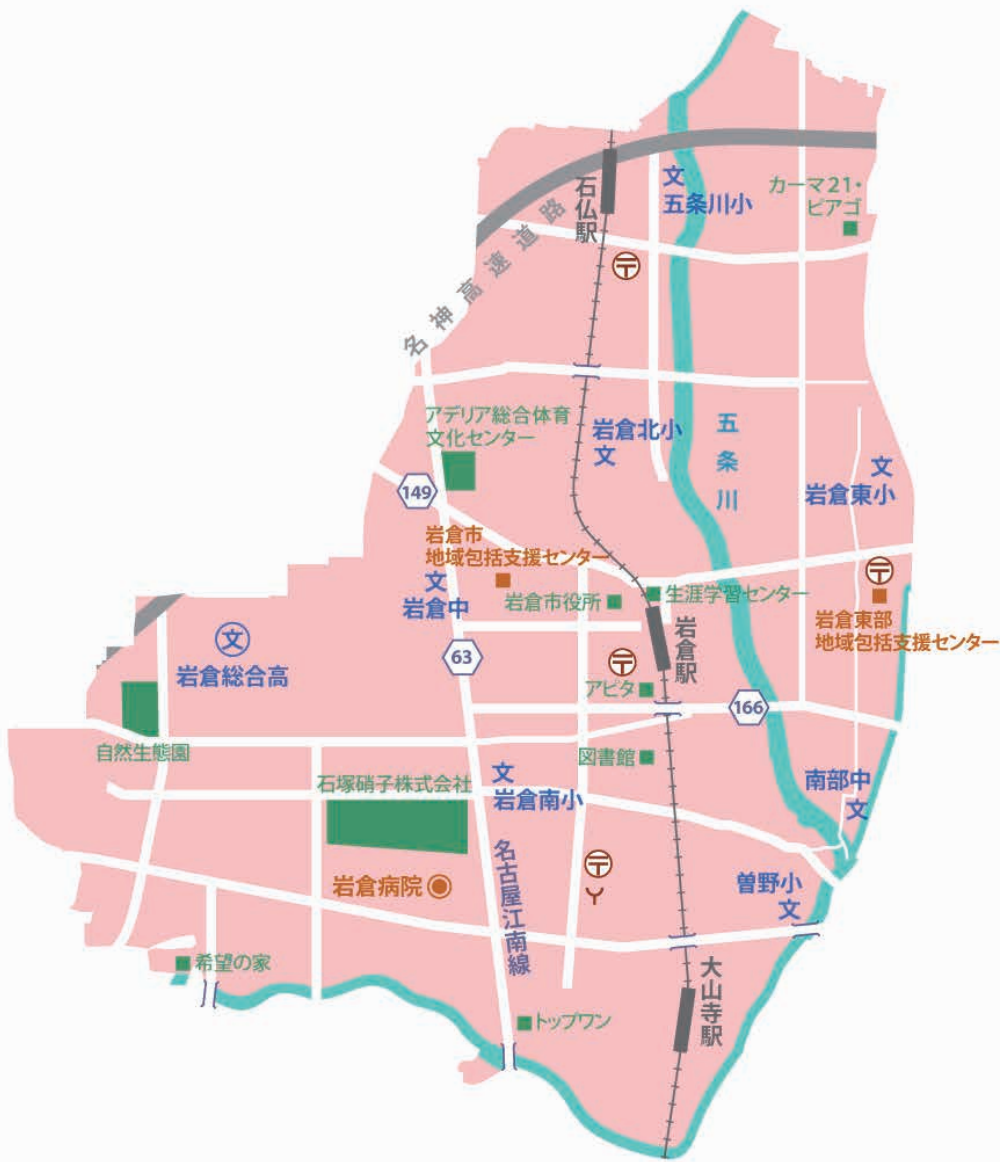 石仏駅
文
五条川小
カーマ21・
ピアゴ
名神高速道路
アデリア総合体育
文化センター
岩倉北小
文
五条川
文
岩倉東小
149
岩倉市
地域包括支援センター
文
岩倉中
岩倉市役所
生涯学習センター
岩倉東部
地域包括支援センター
文
岩倉総合高
63
岩倉駅
アピタ
166
自然生態園
図書館
石塚硝子株式会社
文
岩倉南小
南部中
文
名古屋江南線
岩倉病院
曽野小
文
希望の家
大山寺駅
トップワン